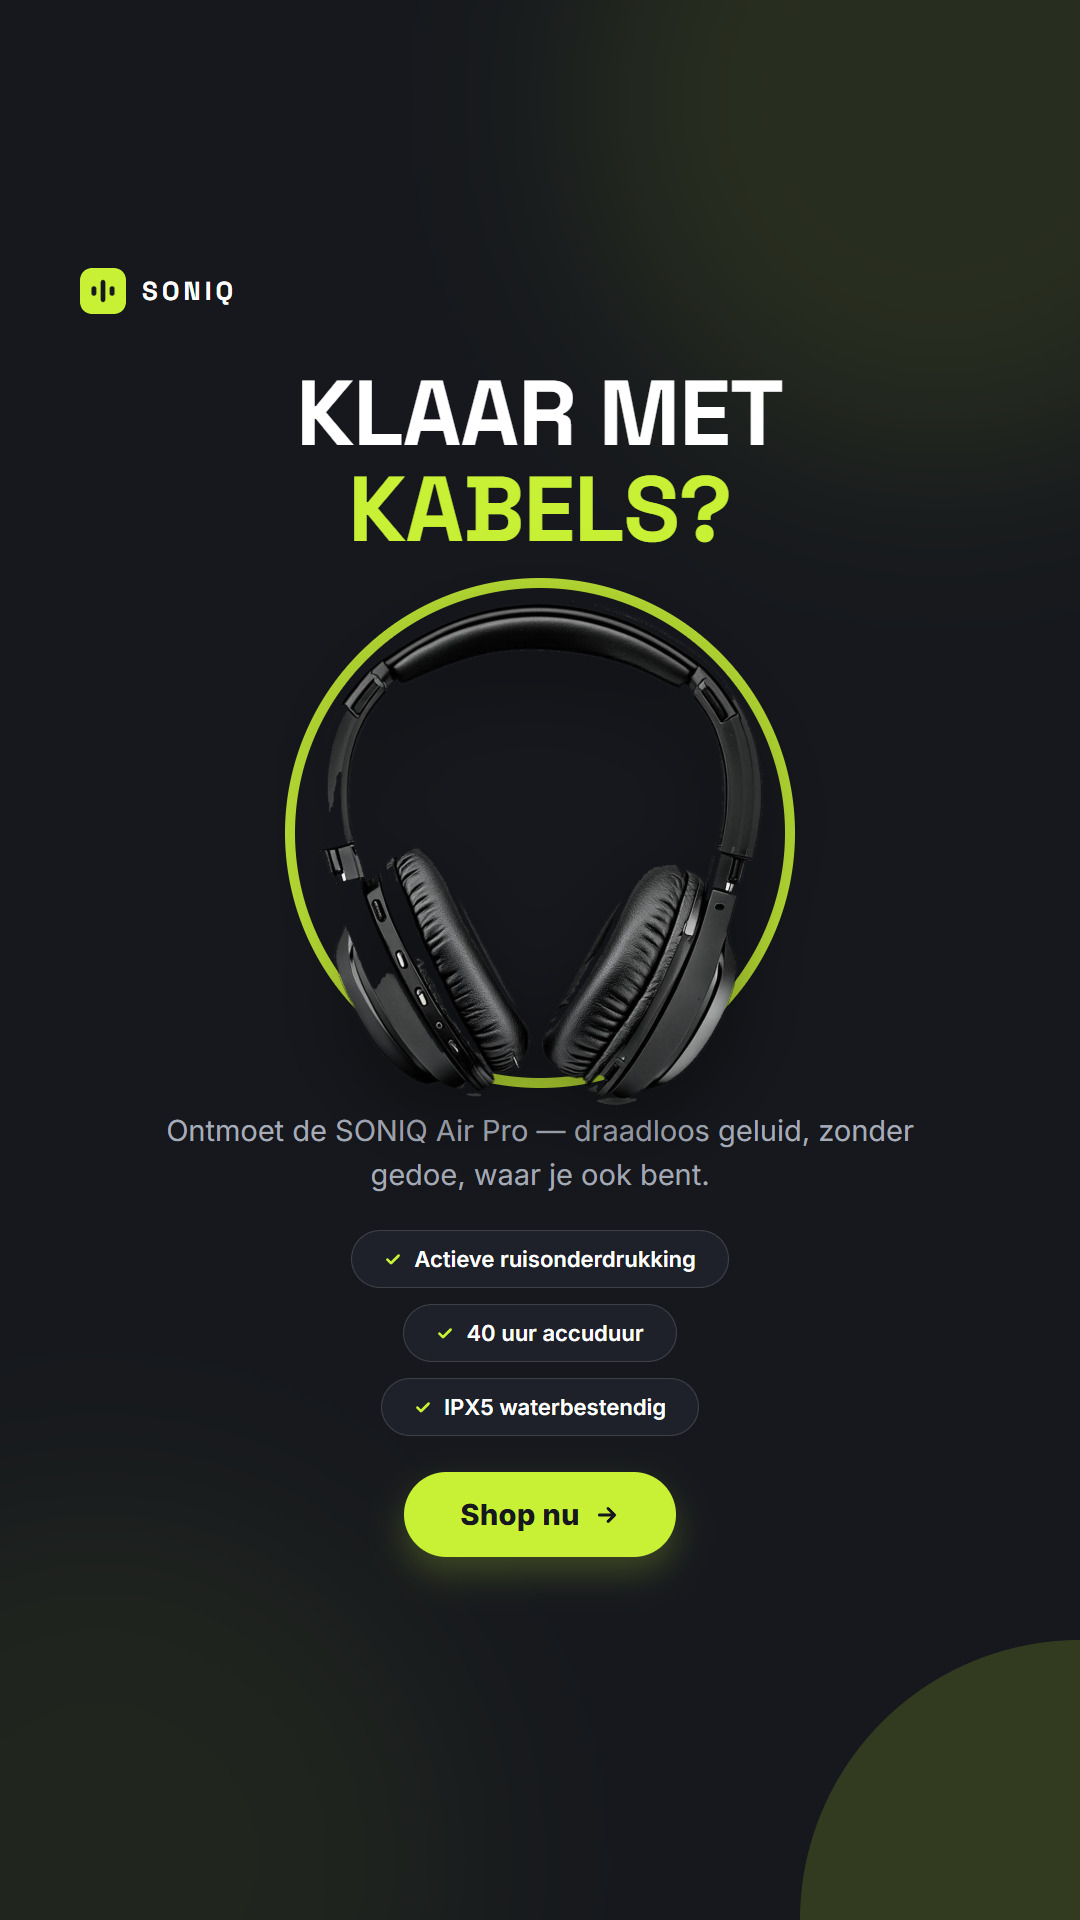 SONIQ
KLAAR MET
KABELS?
Ontmoet de SONIQ Air Pro — draadloos geluid, zonder
gedoe, waar je ook bent.
Actieve ruisonderdrukking
40 uur accuduur
IPX5 waterbestendig
Shop nu →